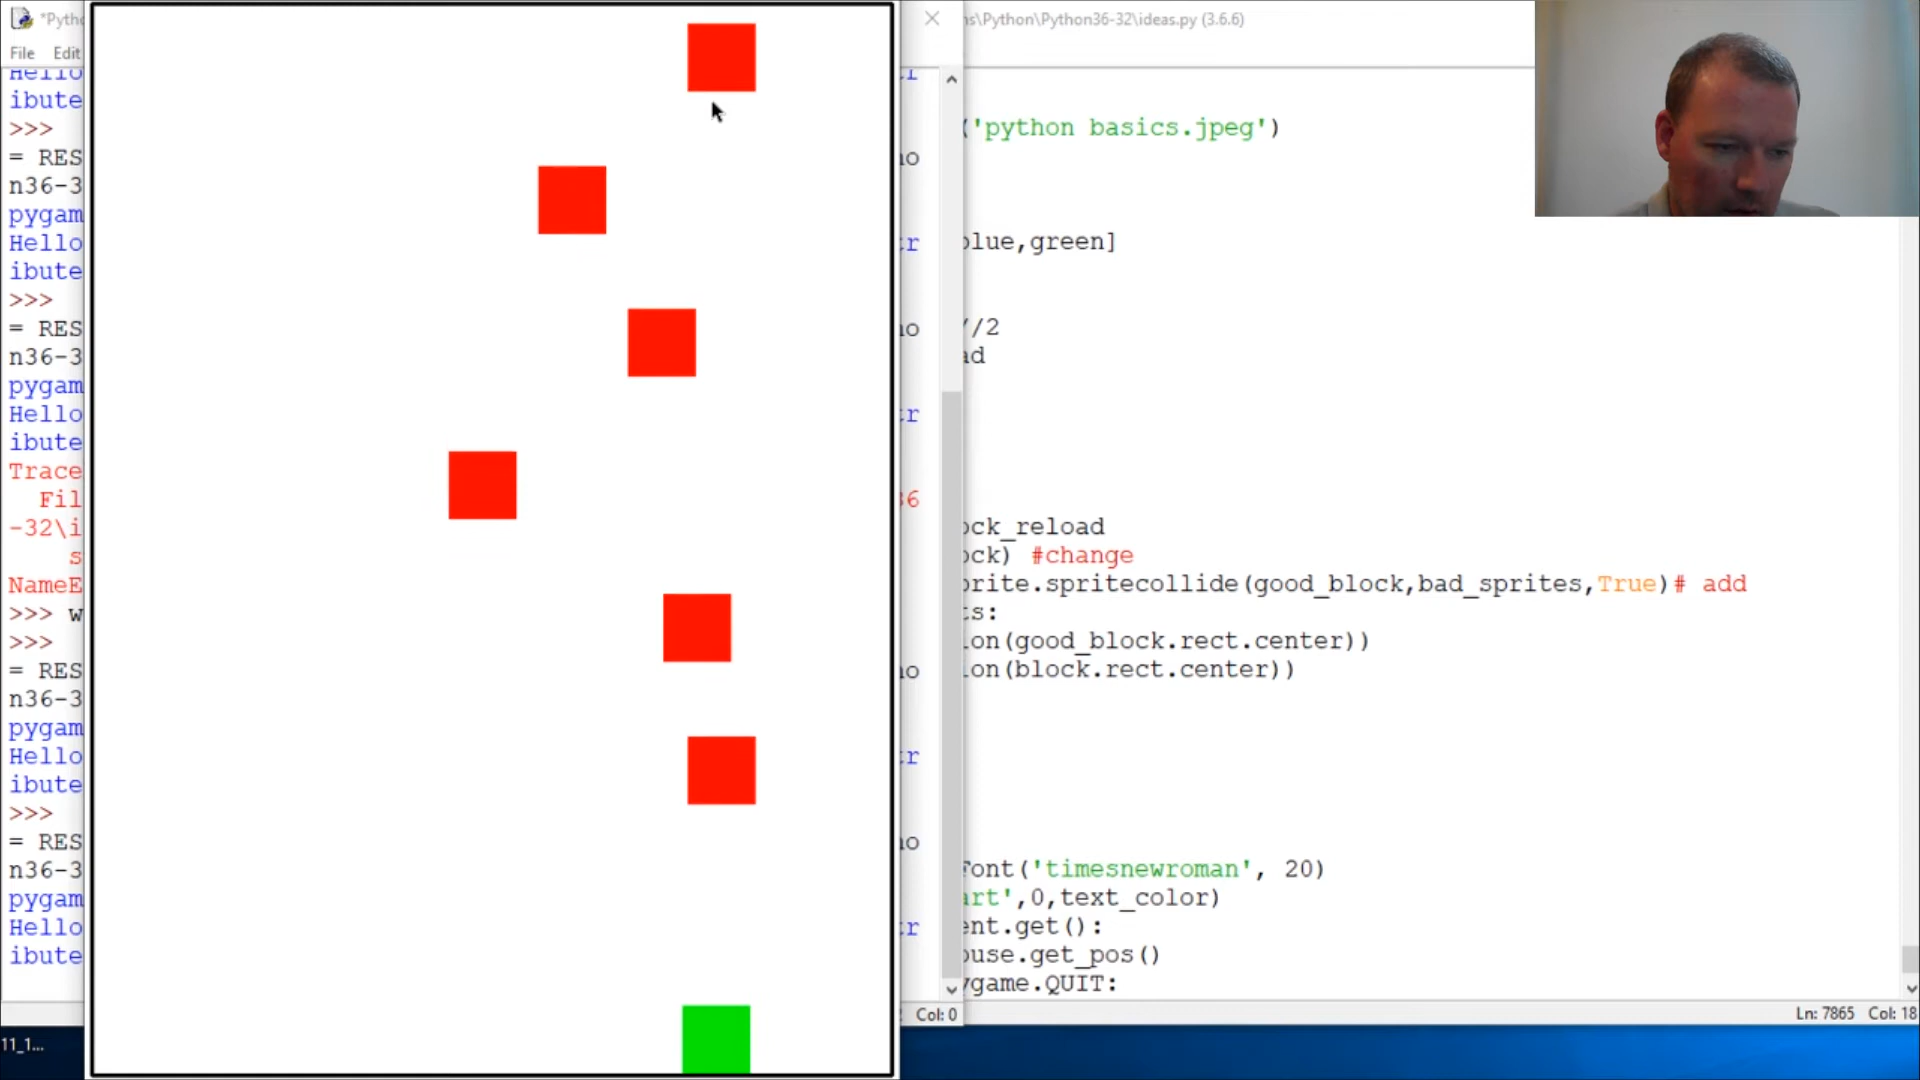 *Pytho
ns\Python\Python36-32\ideas.py (3.6.6)
File Edit
Hello
ibute
>>>
= RES
n36-3
pygam
Hello
ibute
>>>
= RES
n36-3
pygam
Hello
ibute
Trace
Fil
-32\i
s
NameE
>>> w
>>>
= RES
n36-3
pygam
Hello
ibute
>>>
= RES
n36-3
pygam
Hello
ibute
Col: 0
('python basics.jpeg')
blue,green]
//2
ad
ock_reload
ock) #change
prite.spritecollide(good_block,bad_sprites,True)# add
ts:
ion(good_block.rect.center))
ion(block.rect.center))
Font('timesnewroman', 20)
art',0,text_color)
ent.get():
ouse.get_pos()
ygame.QUIT:
Ln: 7865 Col: 18
11_1...